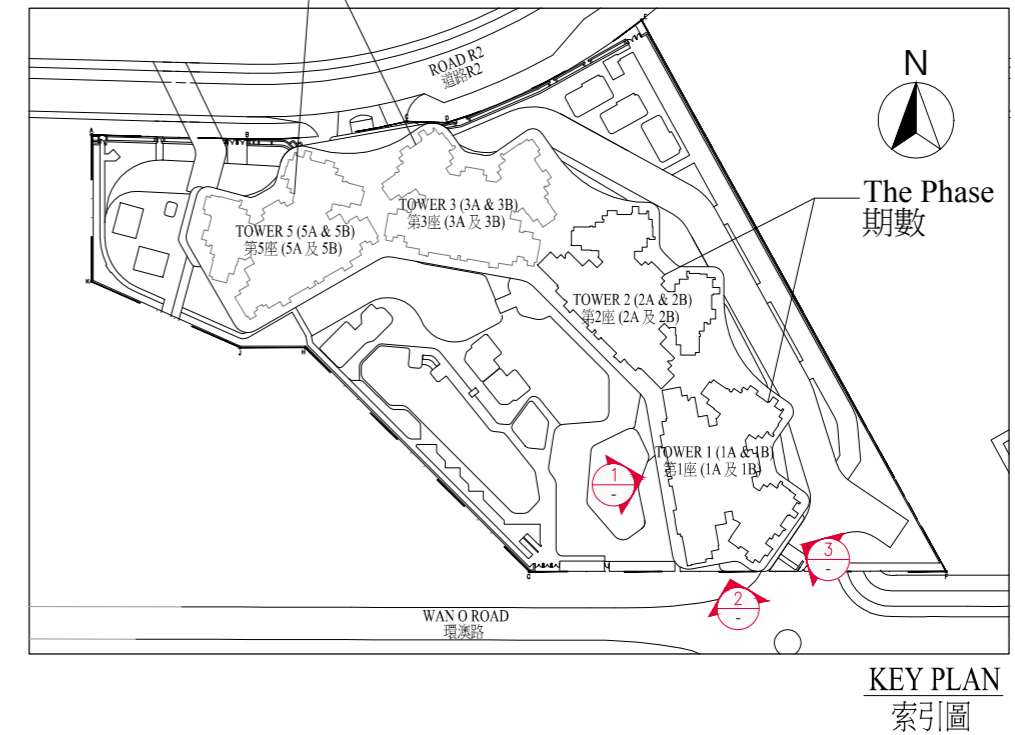 ROAD R2
道路R2
N
The Phase
期數
E
C
D
A
B
TOWER 3 (3A & 3B)
第3座 (3A 及 3B)
TOWER 5 (5A & 5B)
第5座 (5A 及 5B)
TOWER 2 (2A & 2B)
第2座 (2A 及 2B)
K
J
H
TOWER 1 (1A & 1B)
第1座 (1A 及 1B)
1
-
3
-
G
F
2
-
WAN O ROAD
環澳路
KEY PLAN
索引圖